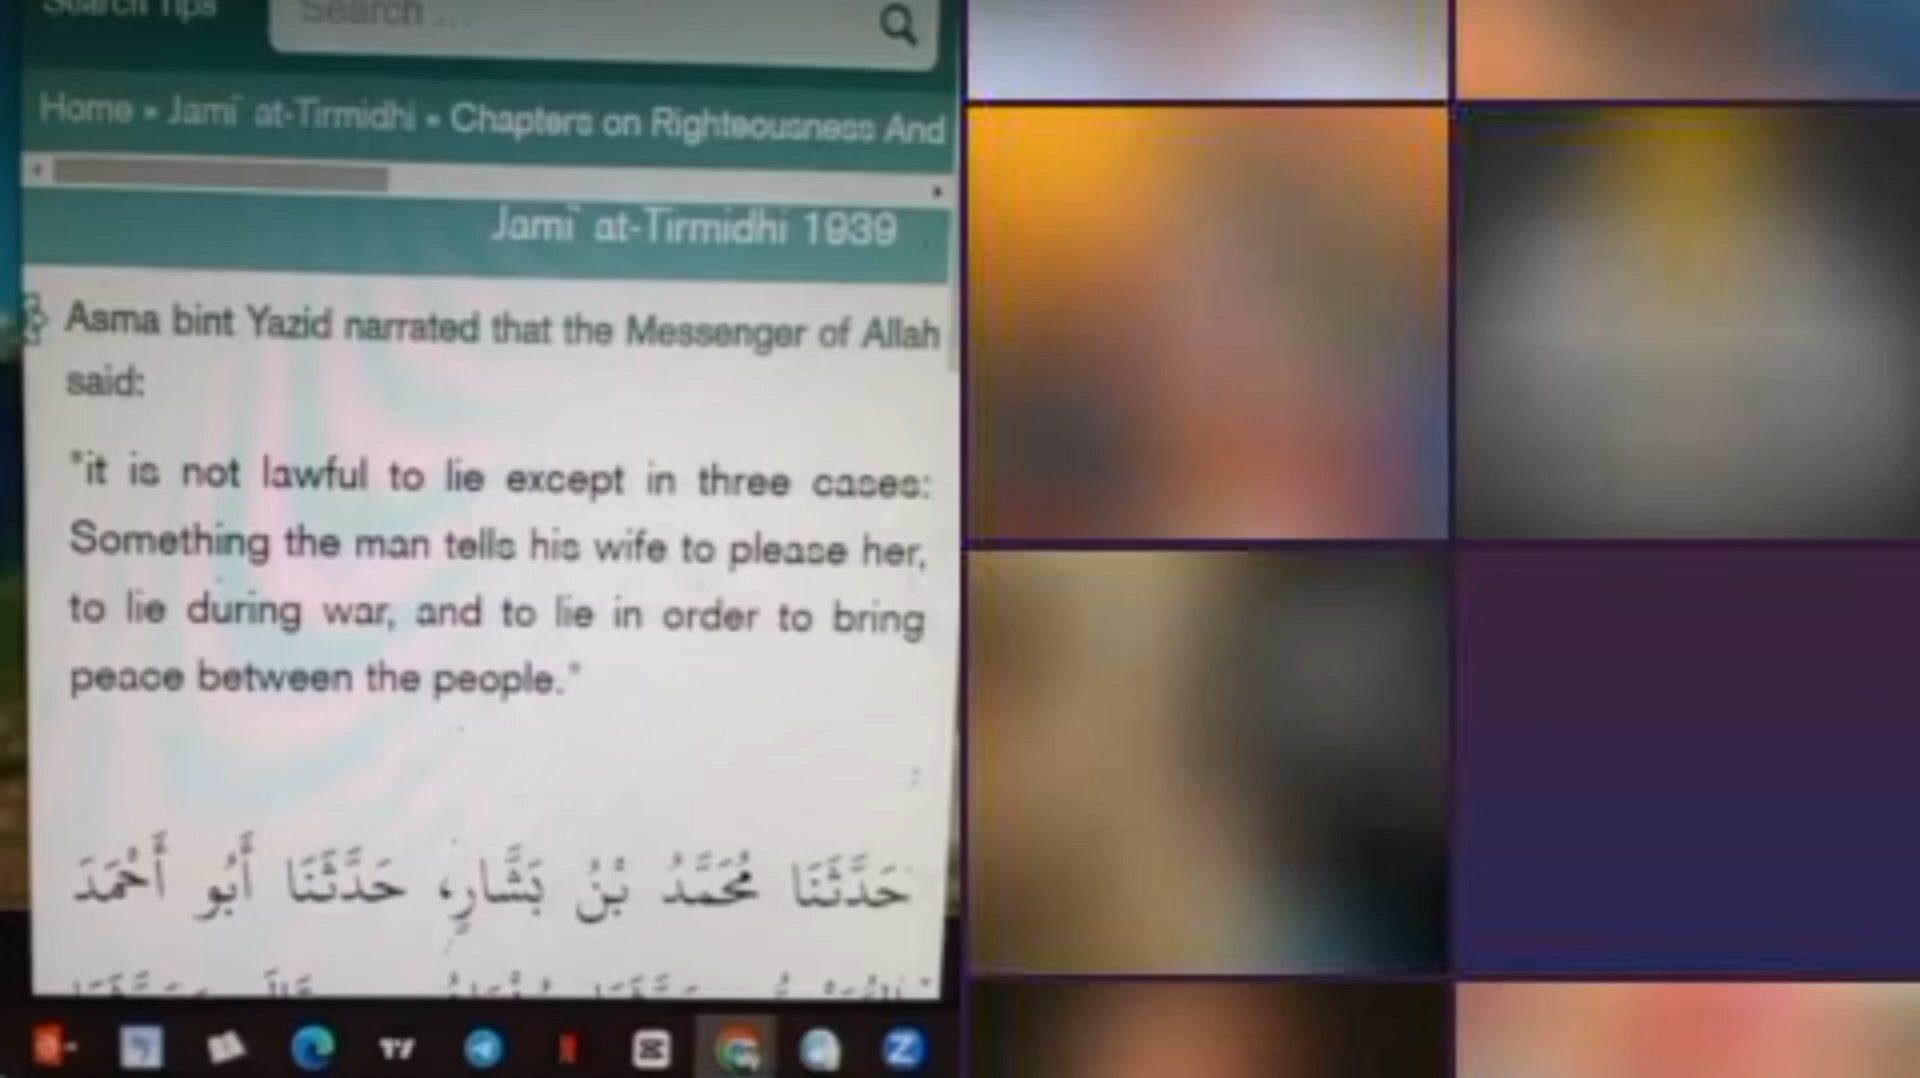 Search Tips
Search ...
Home » Jami` at-Tirmidhi » Chapters on Righteousness And
Jami` at-Tirmidhi 1939
Asma bint Yazid narrated that the Messenger of Allah
said:
"it is not lawful to lie except in three cases:
Something the man tells his wife to please her,
to lie during war, and to lie in order to bring
peace between the people."
حَدَّثَنَا مُحَمَّدُ بْنُ بَشَّارٍ، حَدَّثَنَا أَبُو أَحْمَدَ